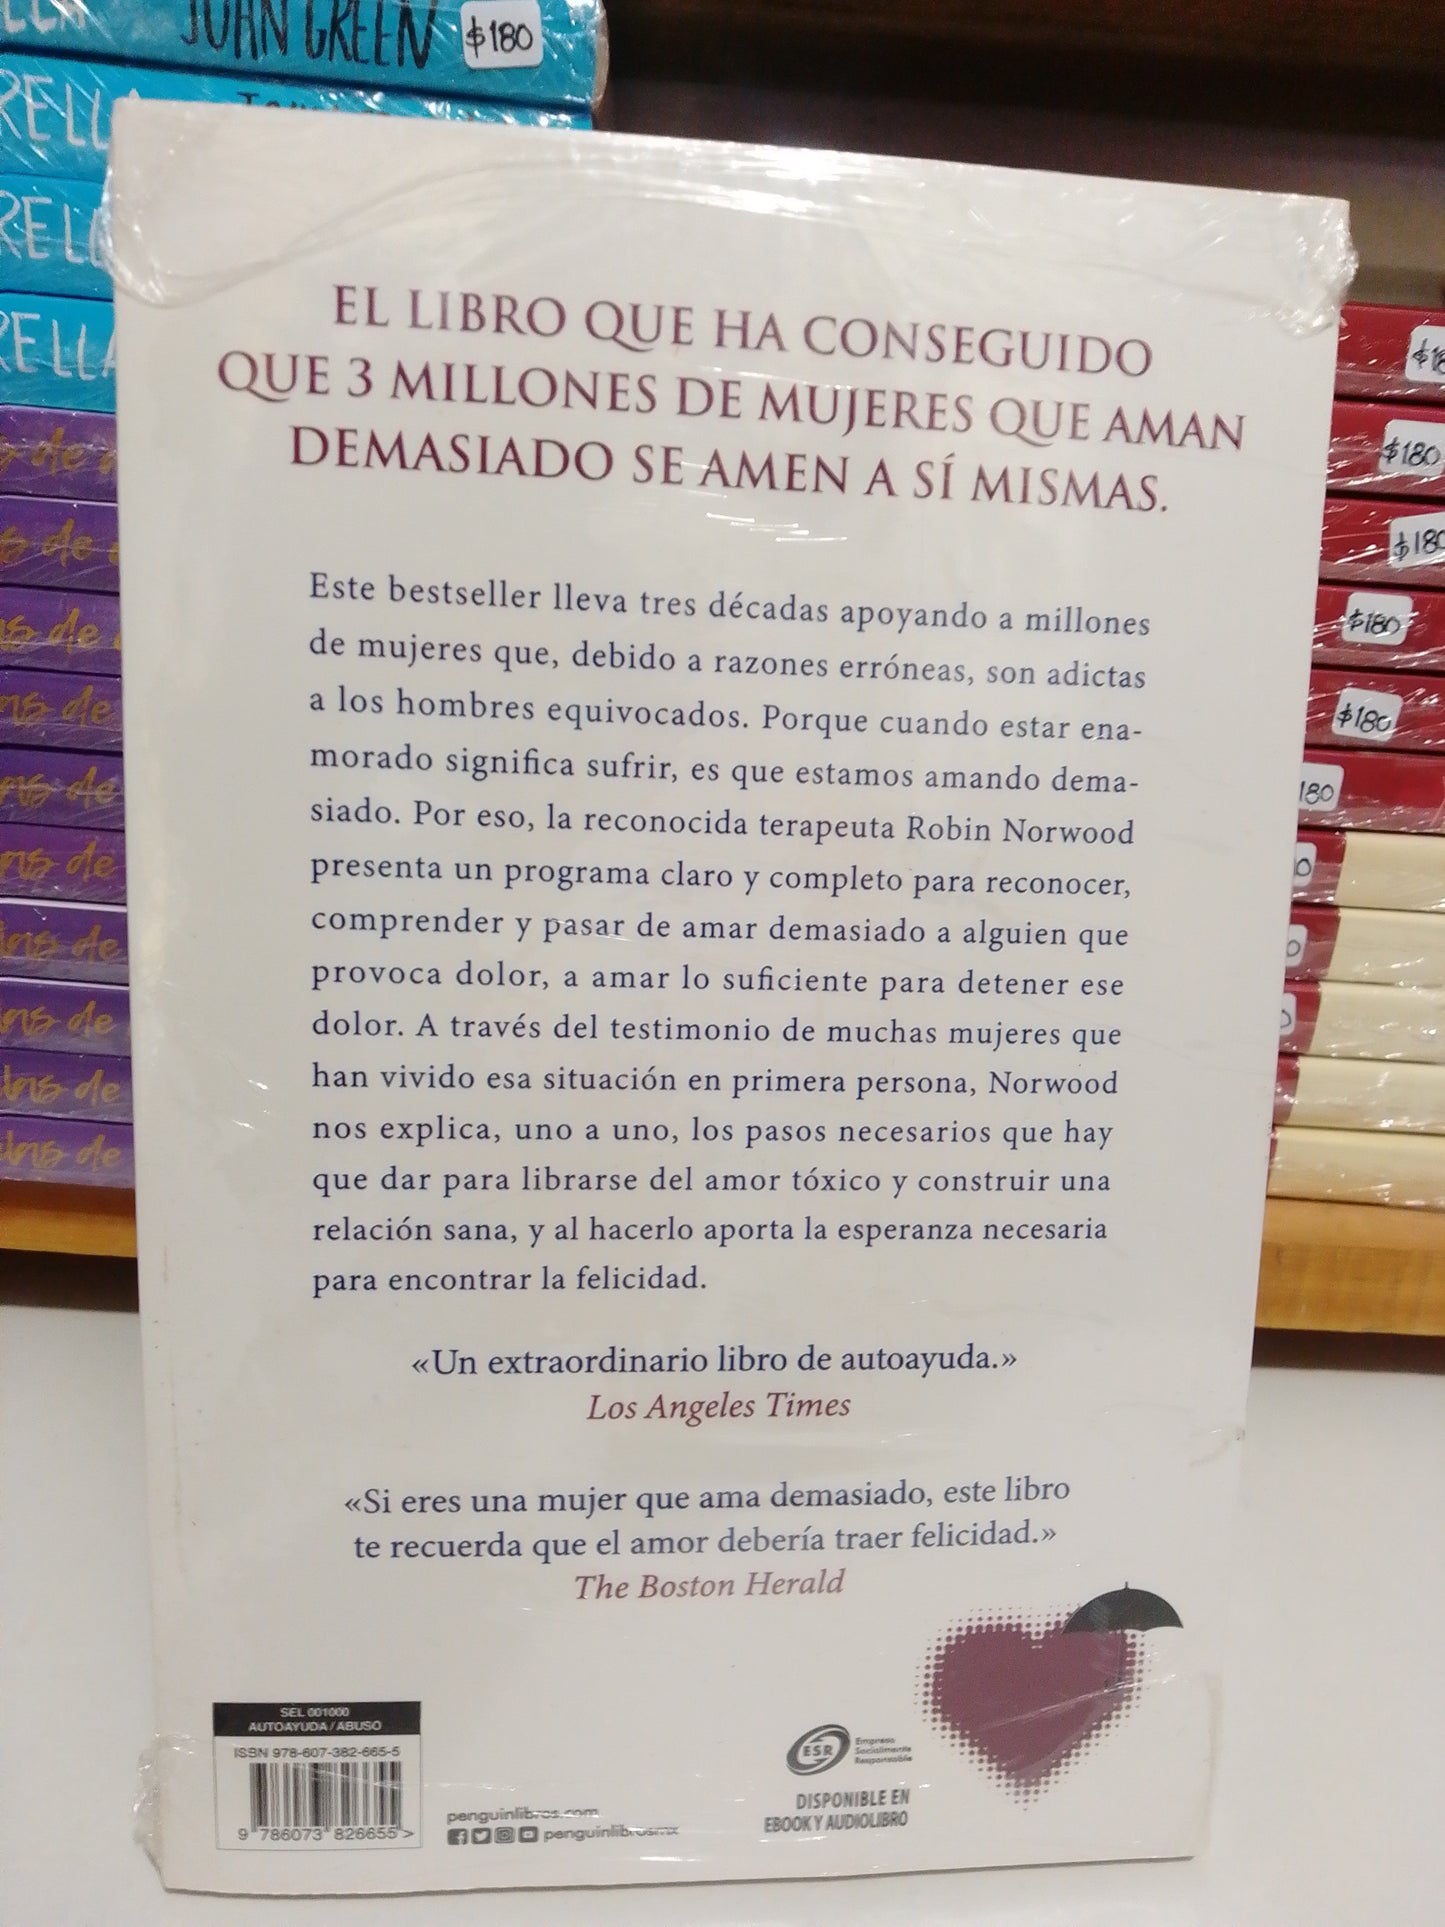 JOHN GREEN
$180
EL LIBRO QUE HA CONSEGUIDO
QUE 3 MILLONES DE MUJERES QUE AMAN
DEMASIADO SE AMEN A SÍ MISMAS.
Este bestseller lleva tres décadas apoyando a millones
de mujeres que, debido a razones erróneas, son adictas
a los hombres equivocados. Porque cuando estar ena-
morado significa sufrir, es que estamos amando dema-
siado. Por eso, la reconocida terapeuta Robin Norwood
presenta un programa claro y completo para reconocer,
comprender y pasar de amar demasiado a alguien que
provoca dolor, a amar lo suficiente para detener ese
dolor. A través del testimonio de muchas mujeres que
han vivido esa situación en primera persona, Norwood
nos explica, uno a uno, los pasos necesarios que hay
que dar para librarse del amor tóxico y construir una
relación sana, y al hacerlo aporta la esperanza necesaria
para encontrar la felicidad.
«Un extraordinario libro de autoayuda.»
Los Angeles Times
«Si eres una mujer que ama demasiado, este libro
te recuerda que el amor debería traer felicidad.»
The Boston Herald
SEL 001000
AUTOAYUDA / ABUSO
ISBN 978-607-382-665-5
9 786073 826655 >
penguinlibros.com
penguinlibrosmx
ESR
Empresa
Socialmente
Responsable
DISPONIBLE EN
EBOOK Y AUDIOLIBRO
$180
$180
$180
$180
180